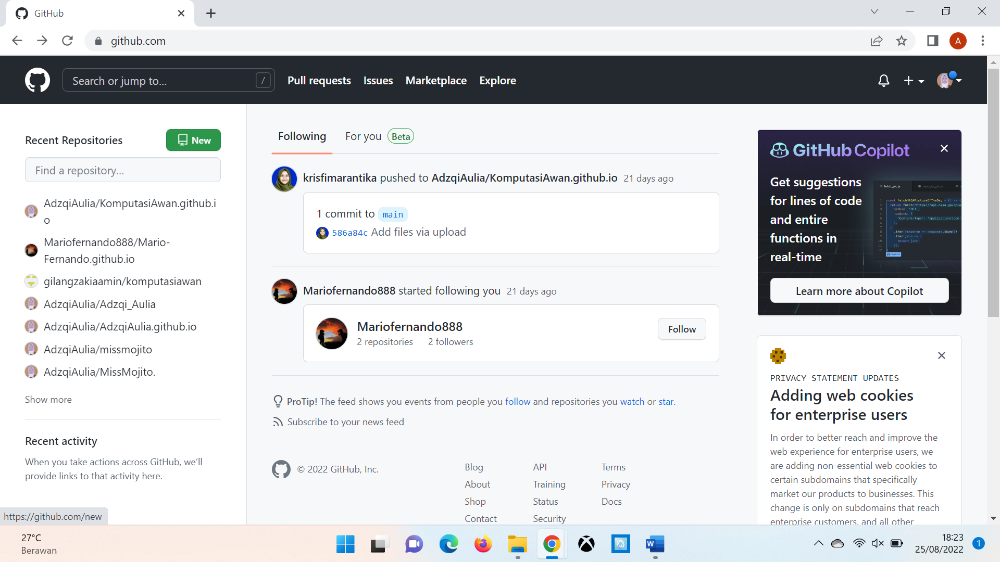 GitHub
github.com
A
Search or jump to...
/
Pull requests
Issues
Marketplace
Explore
Recent Repositories
New
Find a repository...
AdzqiAulia/KomputasiAwan.github.i
o
Mariofernando888/Mario-
Fernando.github.io
gilangzakiaamin/komputasiawan
AdzqiAulia/Adzqi_Aulia
AdzqiAulia/AdzqiAulia.github.io
AdzqiAulia/missmojito
AdzqiAulia/MissMojito.
Show more
Recent activity
When you take actions across GitHub, we'll
provide links to that activity here.
https://github.com/new
Following
For you
Beta
krisfimarantika pushed to AdzqiAulia/KomputasiAwan.github.io 21 days ago
1 commit to main
586a84c Add files via upload
Mariofernando888 started following you 21 days ago
Mariofernando888
2 repositories 2 followers
Follow
ProTip! The feed shows you events from people you follow and repositories you watch or star.
Subscribe to your news feed
© 2022 GitHub, Inc.
Blog
About
Shop
Contact
API
Training
Status
Security
Terms
Privacy
Docs
GitHub Copilot
Get suggestions
for lines of code
and entire
functions in
real-time
Learn more about Copilot
PRIVACY STATEMENT UPDATES
Adding web cookies
for enterprise users
In order to better reach and improve the
web experience for enterprise users, we
are adding non-essential web cookies to
certain subdomains that specifically
market our products to businesses. This
change is only on subdomains that reach
enterprise customers, and all other
27°C
Berawan
W
18:23
25/08/2022
1